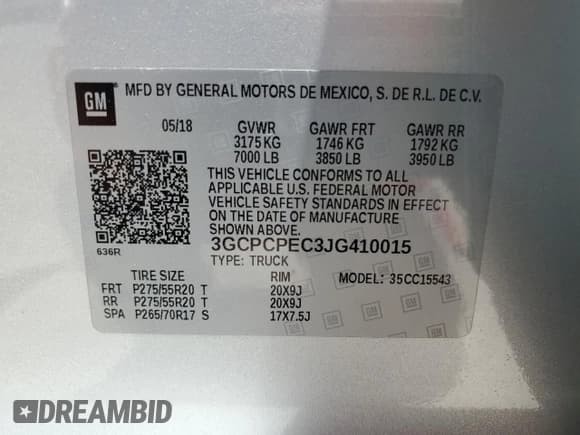 GM
MFD BY GENERAL MOTORS DE MEXICO, S. DE R.L. DE C.V.
05/18 GVWR GAWR FRT GAWR RR
3175 KG 1746 KG 1792 KG
7000 LB 3850 LB 3950 LB
THIS VEHICLE CONFORMS TO ALL
APPLICABLE U.S. FEDERAL MOTOR
VEHICLE SAFETY STANDARDS IN EFFECT
ON THE DATE OF MANUFACTURE
SHOWN ABOVE.
3GCPCPEC3JG410015
636R
TYPE: TRUCK
TIRE SIZE RIM MODEL: 35CC15543
FRT P275/55R20 T 20X9J
RR P275/55R20 T 20X9J
SPA P265/70R17 S 17X7.5J
DREAMBID